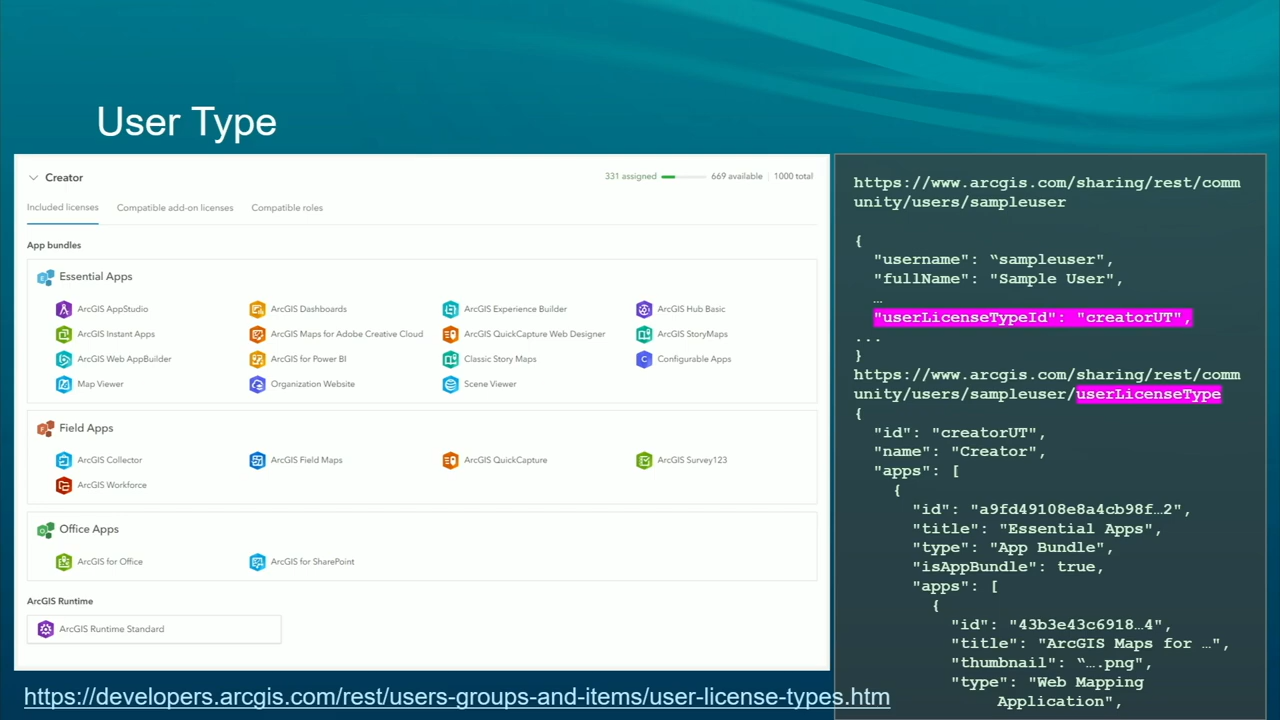 User Type
Creator
331 assigned 669 available 1000 total
Included licenses Compatible add-on licenses Compatible roles
App bundles
Essential Apps
ArcGIS AppStudio ArcGIS Dashboards ArcGIS Experience Builder ArcGIS Hub Basic
ArcGIS Instant Apps ArcGIS Maps for Adobe Creative Cloud ArcGIS QuickCapture Web Designer ArcGIS StoryMaps
ArcGIS Web AppBuilder ArcGIS for Power BI Classic Story Maps Configurable Apps
Map Viewer Organization Website Scene Viewer
Field Apps
ArcGIS Collector ArcGIS Field Maps ArcGIS QuickCapture ArcGIS Survey123
ArcGIS Workforce
Office Apps
ArcGIS for Office ArcGIS for SharePoint
ArcGIS Runtime
ArcGIS Runtime Standard
https://www.arcgis.com/sharing/rest/comm
unity/users/sampleuser
{
"username": “sampleuser",
"fullName": "Sample User",
…
"userLicenseTypeId": "creatorUT",
...
}
https://www.arcgis.com/sharing/rest/comm
unity/users/sampleuser/userLicenseType
{
"id": "creatorUT",
"name": "Creator",
"apps": [
{
"id": "a9fd49108e8a4cb98f…2",
"title": "Essential Apps",
"type": "App Bundle",
"isAppBundle": true,
"apps": [
{
"id": "43b3e43c6918…4",
"title": "ArcGIS Maps for …",
"thumbnail": “….png",
"type": "Web Mapping
Application",
https://developers.arcgis.com/rest/users-groups-and-items/user-license-types.htm